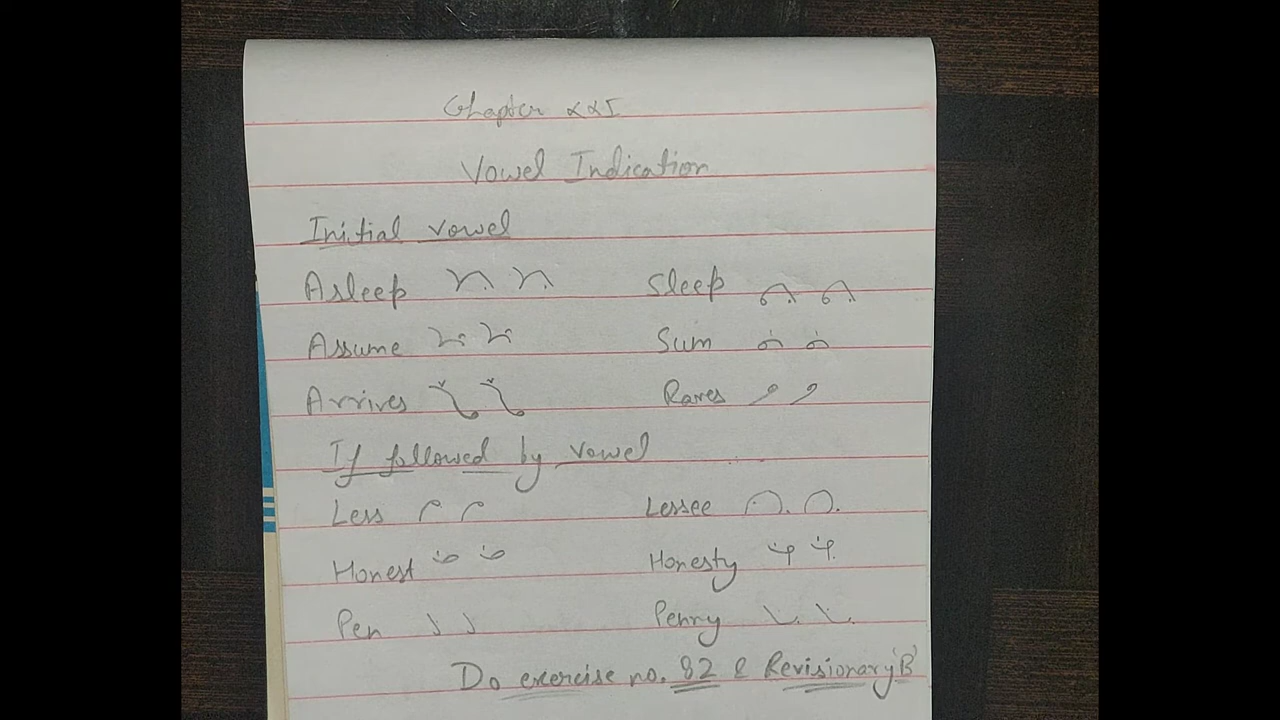 Chapter XXI
Vowel Indication
Initial vowel
Asleep Sleep
Assume Sum
Arrives Raves
If followed by vowel
Less Lessee
Honest Honesty
Pen Penny
Do exercise no. 82 & Revisionary 'B'